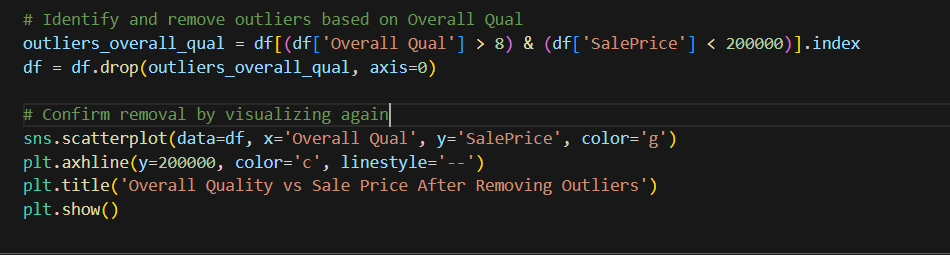 # Identify and remove outliers based on Overall Qual
outliers_overall_qual = df[(df['Overall Qual'] > 8) & (df['SalePrice'] < 200000)].index
df = df.drop(outliers_overall_qual, axis=0)
# Confirm removal by visualizing again
sns.scatterplot(data=df, x='Overall Qual', y='SalePrice', color='g')
plt.axhline(y=200000, color='c', linestyle='--')
plt.title('Overall Quality vs Sale Price After Removing Outliers')
plt.show()